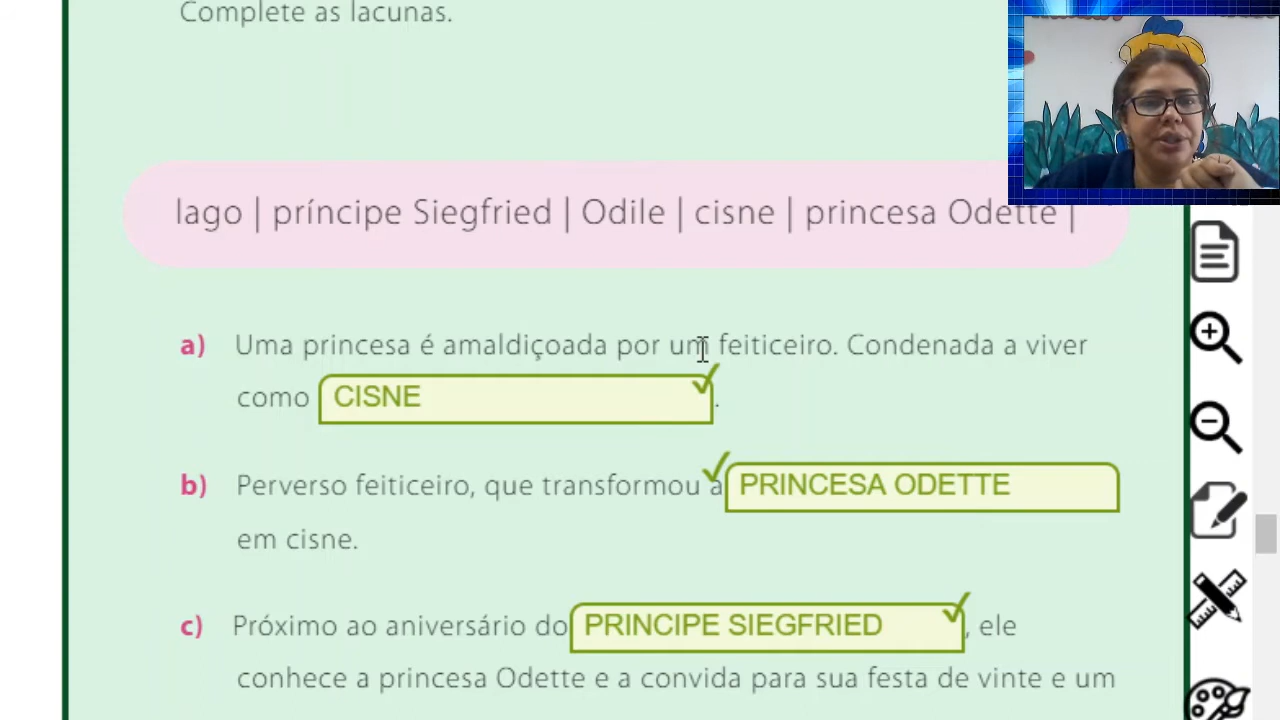 Complete as lacunas.
lago | príncipe Siegfried | Odile | cisne | princesa Odette |
a) Uma princesa é amaldiçoada por um feiticeiro. Condenada a viver
como CISNE.
b) Perverso feiticeiro, que transformou a PRINCESA ODETTE
em cisne.
c) Próximo ao aniversário do PRINCIPE SIEGFRIED, ele
conhece a princesa Odette e a convida para sua festa de vinte e um